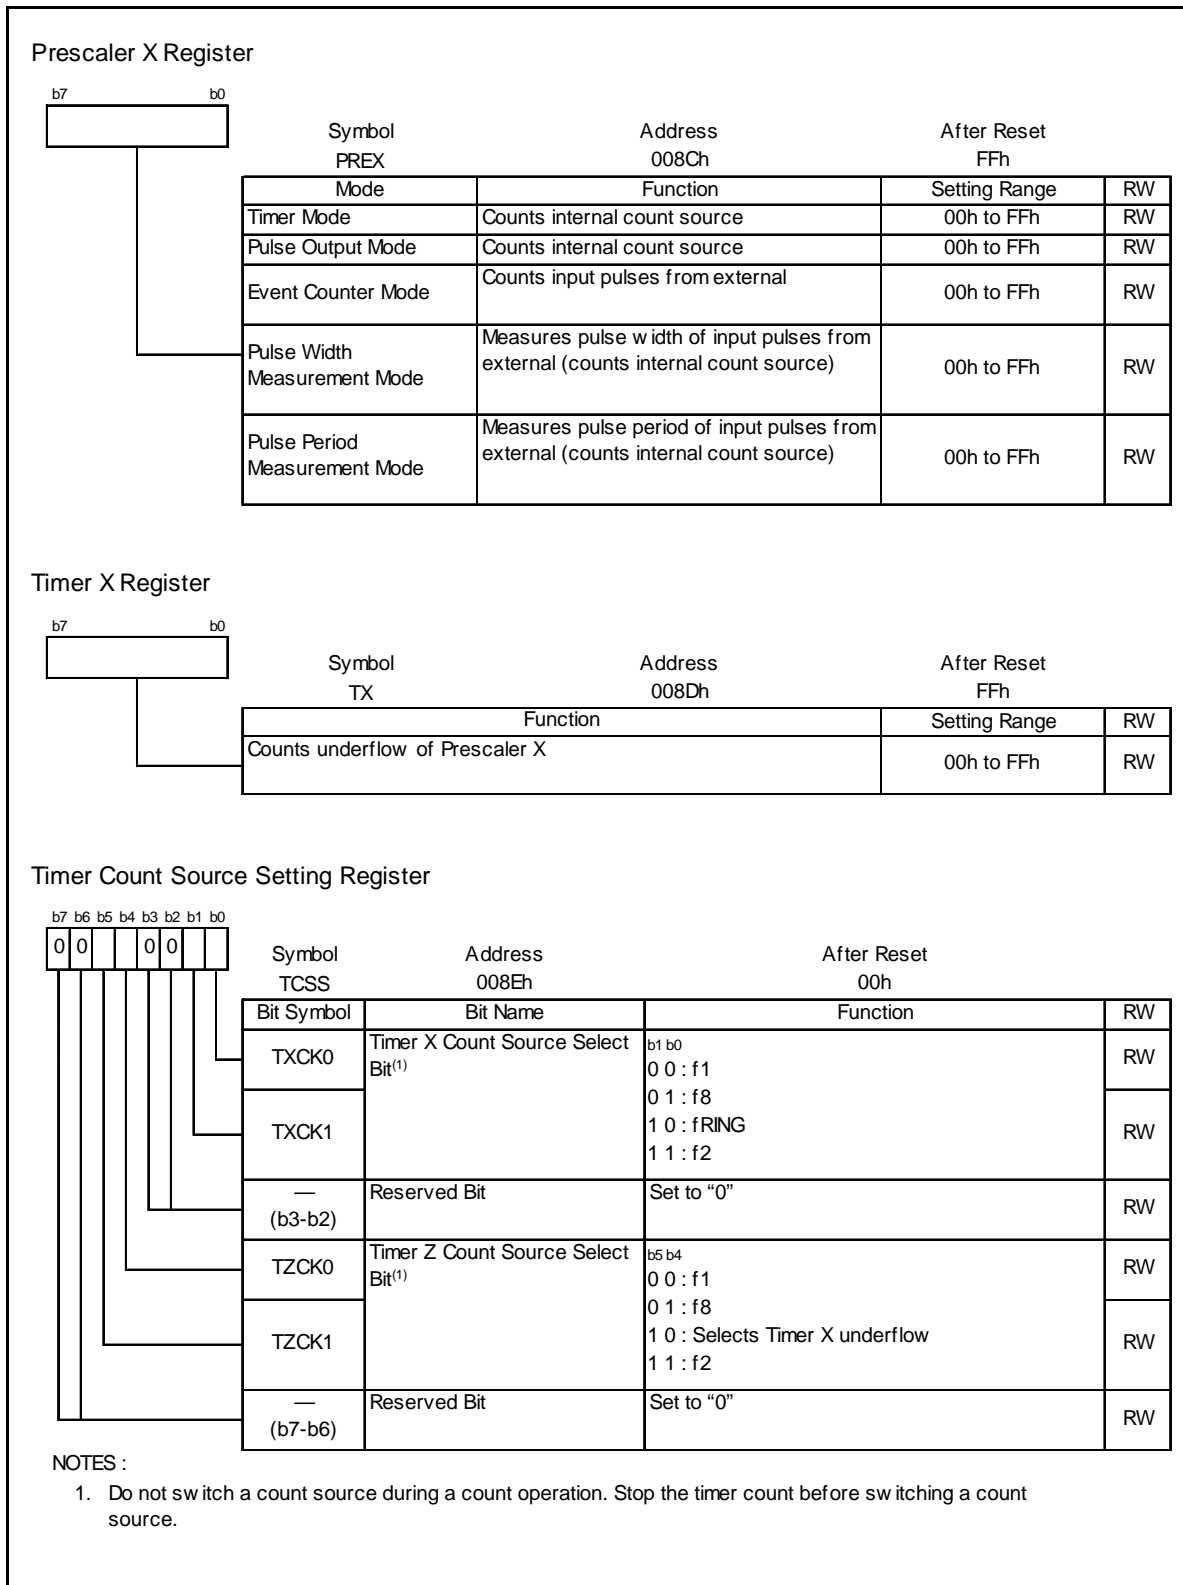 Prescaler X Register
b7 b0
Symbol Address After Reset
PREX 008Ch FFh
Mode Function Setting Range RW
Timer Mode Counts internal count source 00h to FFh RW
Pulse Output Mode Counts internal count source 00h to FFh RW
Event Counter Mode Counts input pulses from external 00h to FFh RW
Pulse Width
Measurement Mode
Measures pulse width of input pulses from
external (counts internal count source)
00h to FFh RW
Pulse Period
Measurement Mode
Measures pulse period of input pulses from
external (counts internal count source)
00h to FFh RW
Timer X Register
b7 b0
Symbol Address After Reset
TX 008Dh FFh
Function Setting Range RW
Counts underflow of Prescaler X 00h to FFh RW
Timer Count Source Setting Register
b7 b6 b5 b4 b3 b2 b1 b0
0 0 0 0
Symbol Address After Reset
TCSS 008Eh 00h
Bit Symbol Bit Name Function RW
TXCK0 RW
TXCK1 RW
Timer X Count Source Select
Bit(1)
b1 b0
0 0 : f1
0 1 : f8
1 0 : fRING
1 1 : f2
—
(b3-b2)
Reserved Bit Set to “0” RW
TZCK0 RW
TZCK1 RW
Timer Z Count Source Select
Bit(1)
b5 b4
0 0 : f1
0 1 : f8
1 0 : Selects Timer X underflow
1 1 : f2
—
(b7-b6)
Reserved Bit Set to “0” RW
NOTES :
1. Do not switch a count source during a count operation. Stop the timer count before switching a count
source.